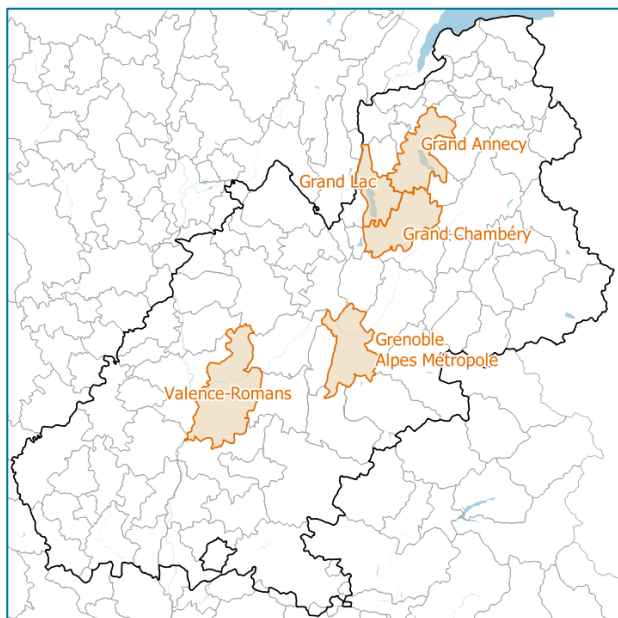 Grand Annecy
Grand Lac
Grand Chambéry
Grenoble
Alpes Métropole
Valence-Romans